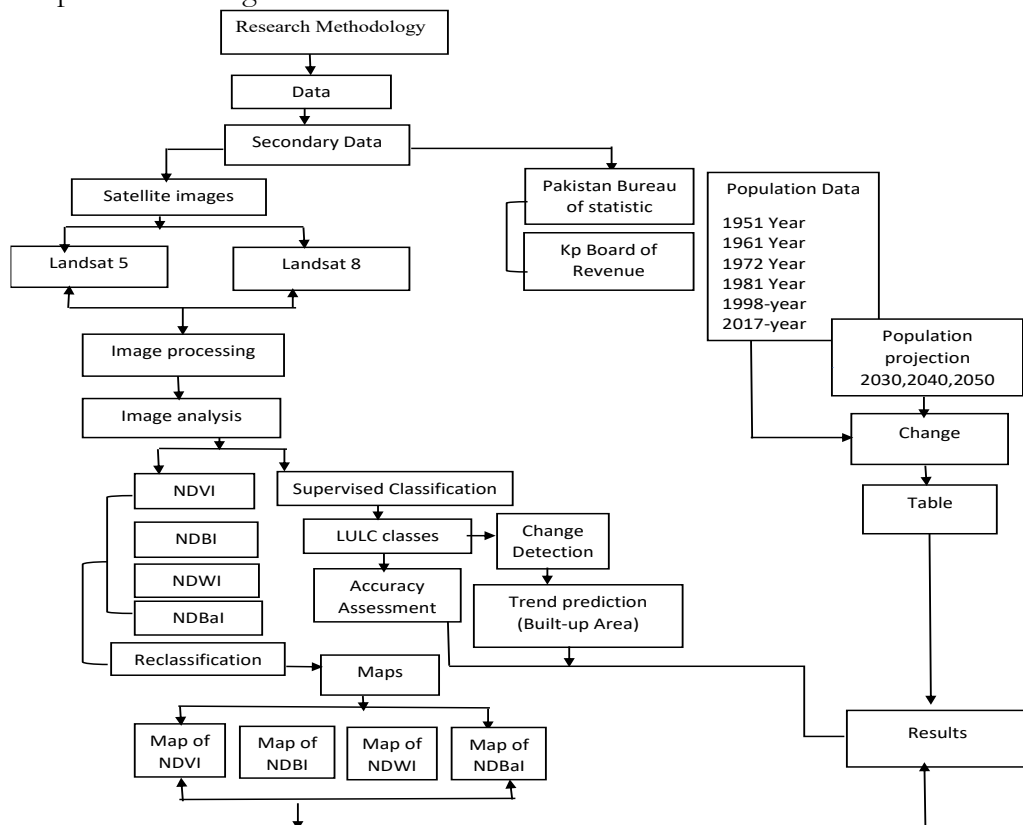 Research Methodology
Data
Secondary Data
Satellite images
Landsat 5
Landsat 8
Pakistan Bureau
of statistic
Kp Board of
Revenue
Population Data
1951 Year
1961 Year
1972 Year
1981 Year
1998-year
2017-year
Population
projection
2030,2040,2050
Change
Table
Image processing
Image analysis
NDVI
NDBI
NDWI
NDBaI
Reclassification
Supervised Classification
LULC classes
Change
Detection
Accuracy
Assessment
Trend prediction
(Built-up Area)
Maps
Map of
NDVI
Map of
NDBI
Map of
NDWI
Map of
NDBaI
Results